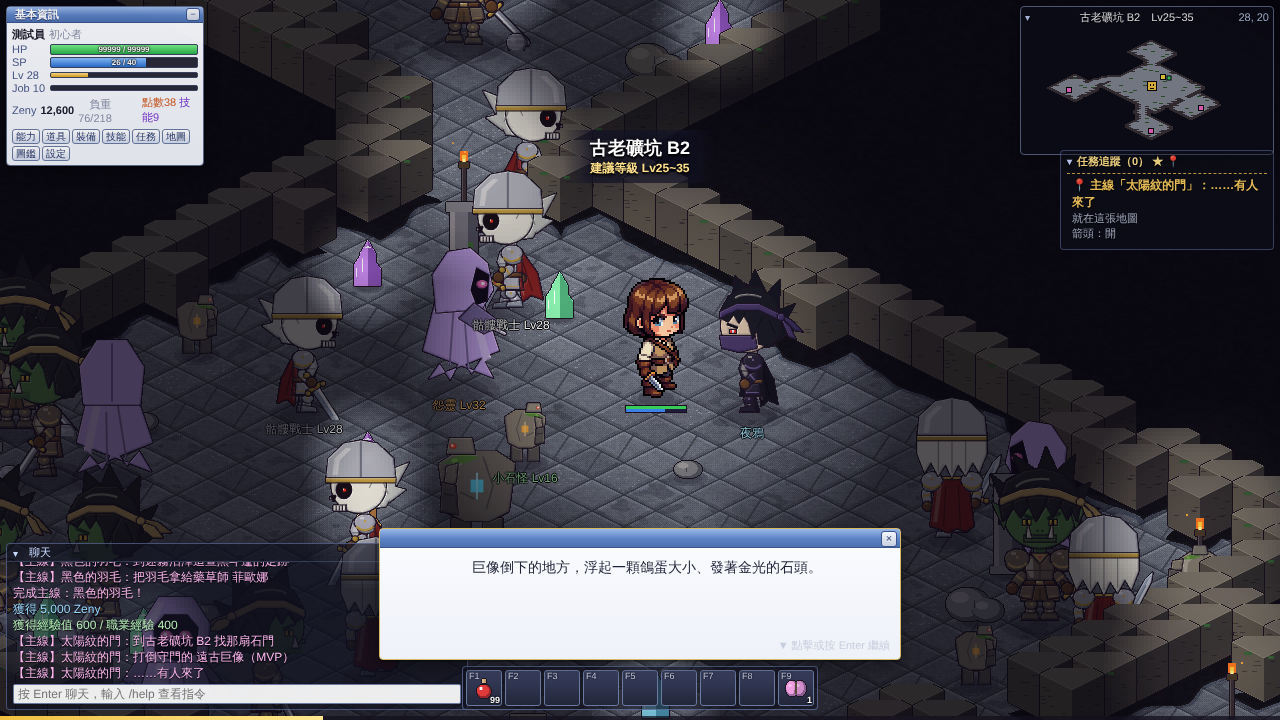 基本資訊
測試員 初心者
HP 99999 / 99999
SP 26 / 40
Lv 28
Job 10
Zeny 12,600 負重 76/218 點數38 技能9
能力 道具 裝備 技能 任務 地圖
圖鑑 設定
古老礦坑 B2 Lv25~35 28, 20
任務追蹤（0） ★
主線「太陽紋的門」：……有人來了
就在這張地圖
箭頭：開
古老礦坑 B2
建議等級 Lv25~35
骷髏戰士 Lv28
怨靈 Lv32
骷髏戰士 Lv28
夜鴉
小石怪 Lv16
聊天
【主線】黑色的羽毛：把羽毛拿給藥草師 菲歐娜
完成主線：黑色的羽毛！
獲得 5,000 Zeny
獲得經驗值 600 / 職業經驗 400
【主線】太陽紋的門：到古老礦坑 B2 找那扇石門
【主線】太陽紋的門：打倒守門的 遠古巨像（MVP）
【主線】太陽紋的門：……有人來了
按 Enter 聊天，輸入 /help 查看指令
巨像倒下的地方，浮起一顆鴿蛋大小、發著金光的石頭。
▼ 點擊或按 Enter 繼續
F1 F2 F3 F4 F5 F6 F7 F8 F9
99 1